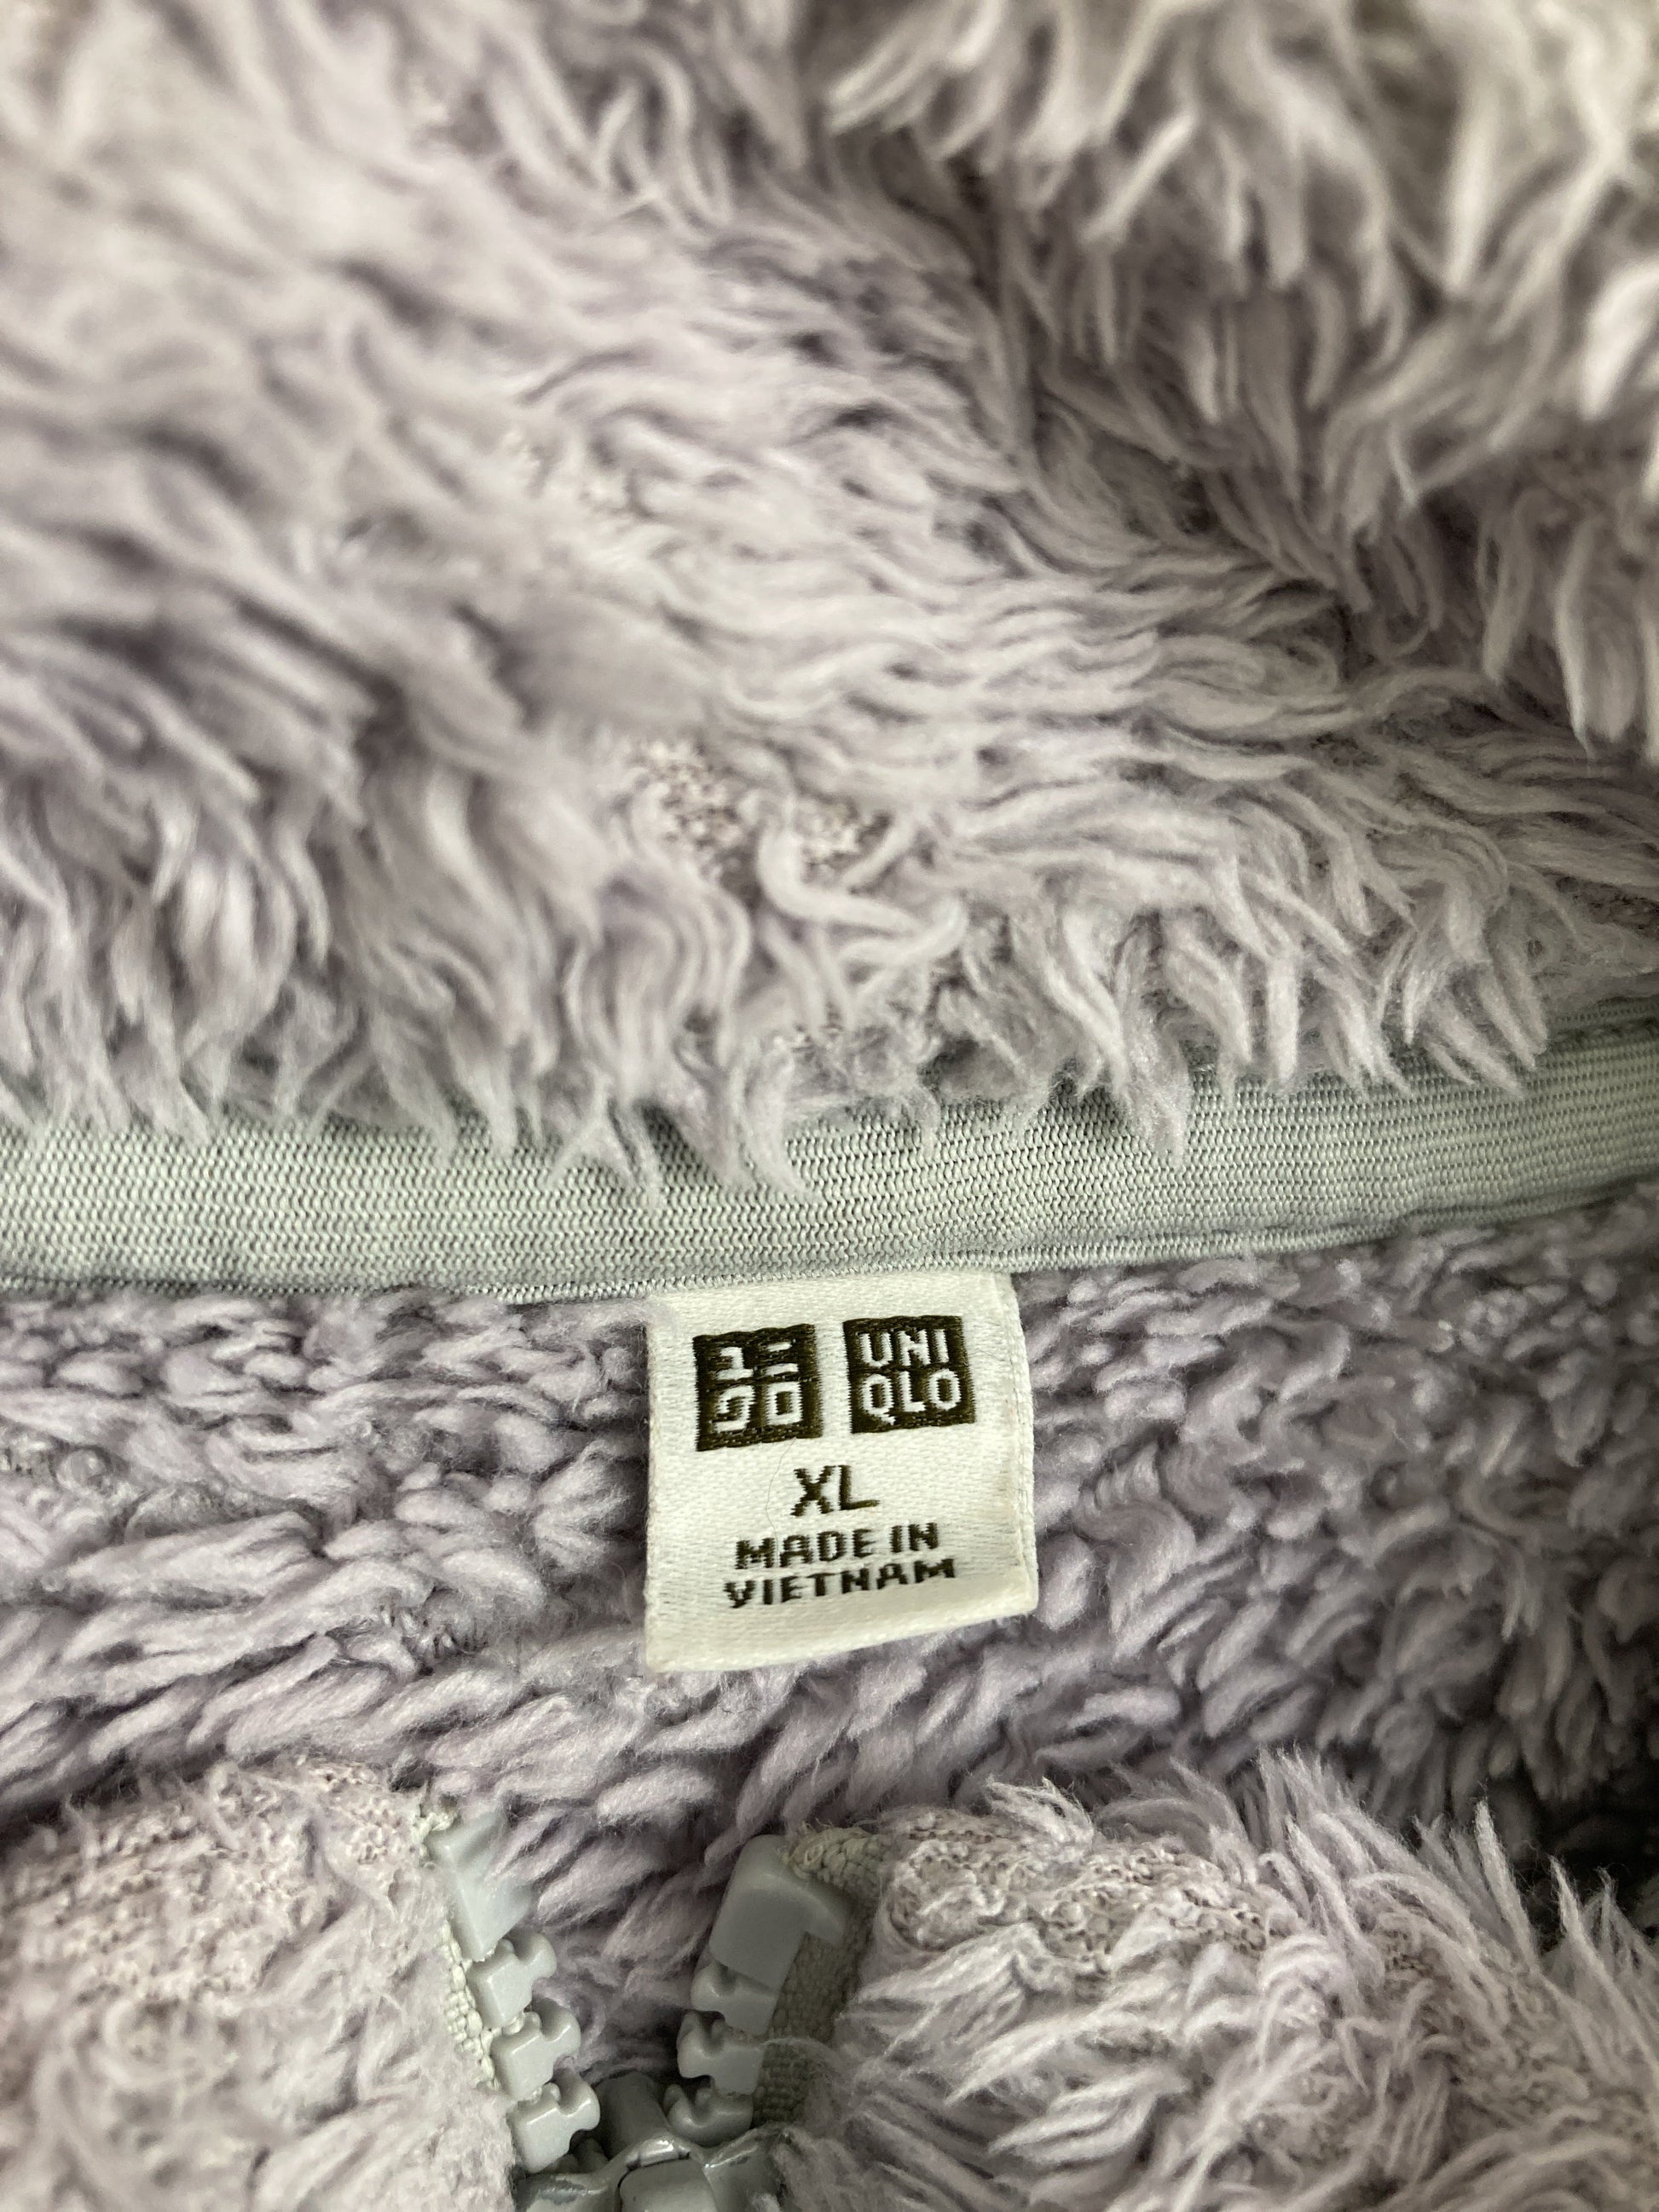 ユニ UNI
クロ QLO
XL
MADE IN
VIETNAM